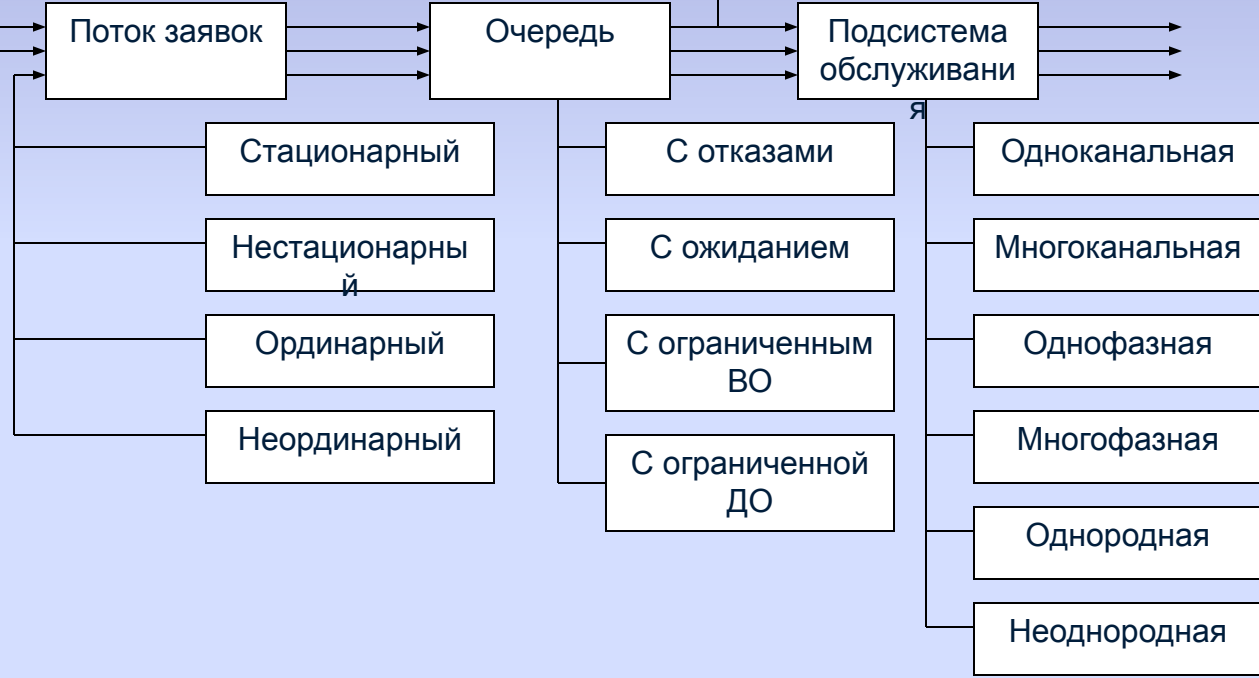 Поток заявок
Очередь
Подсистема
обслуживани
я
Стационарный
Нестационарны
й
Ординарный
Неординарный
С отказами
С ожиданием
С ограниченным
ВО
С ограниченной
ДО
Одноканальная
Многоканальная
Однофазная
Многофазная
Однородная
Неоднородная